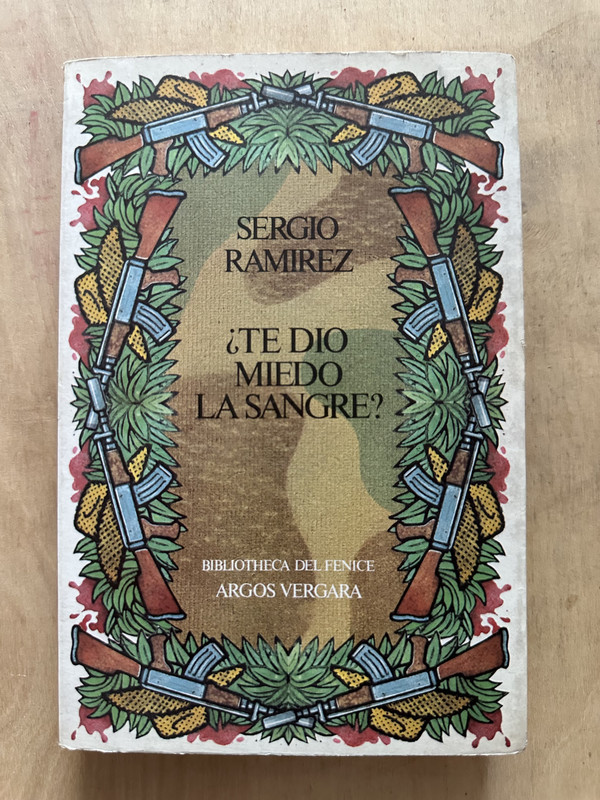 SERGIO
RAMIREZ
¿TE DIO
MIEDO
LA SANGRE?
BIBLIOTHECA DEL FENICE
ARGOS VERGARA